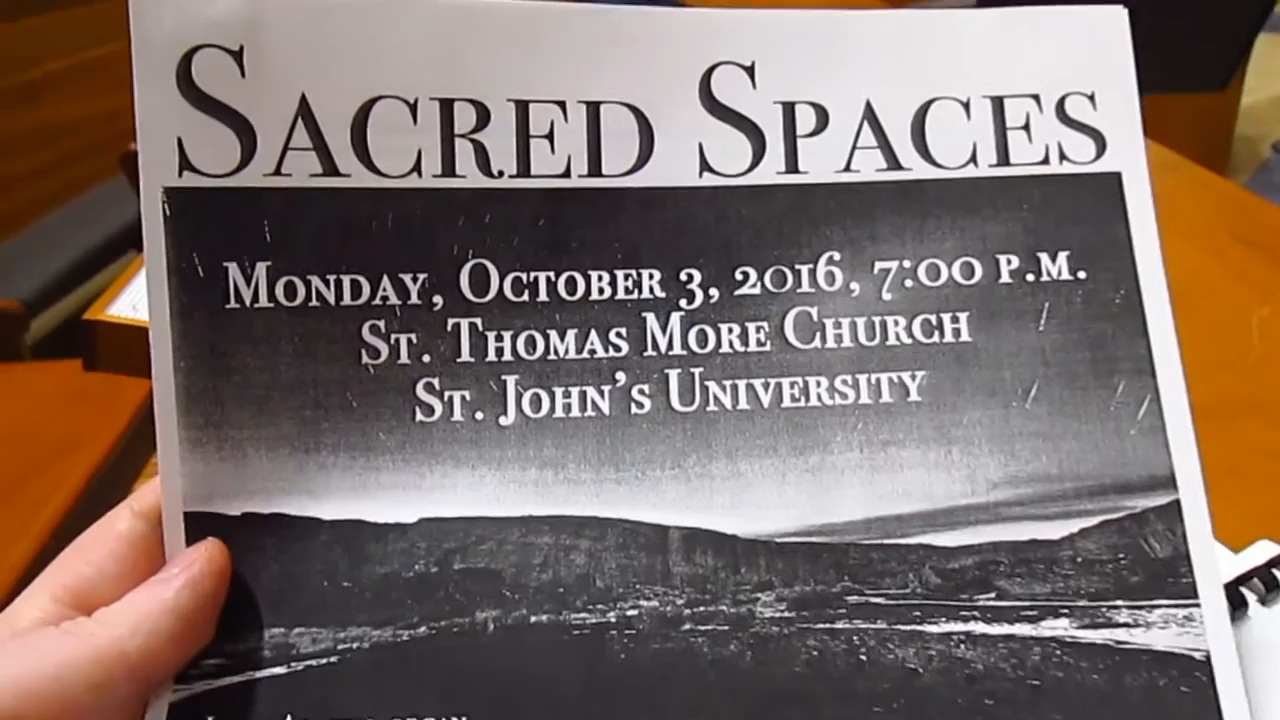 SACRED SPACES
MONDAY, OCTOBER 3, 2016, 7:00 P.M.
ST. THOMAS MORE CHURCH
ST. JOHN'S UNIVERSITY